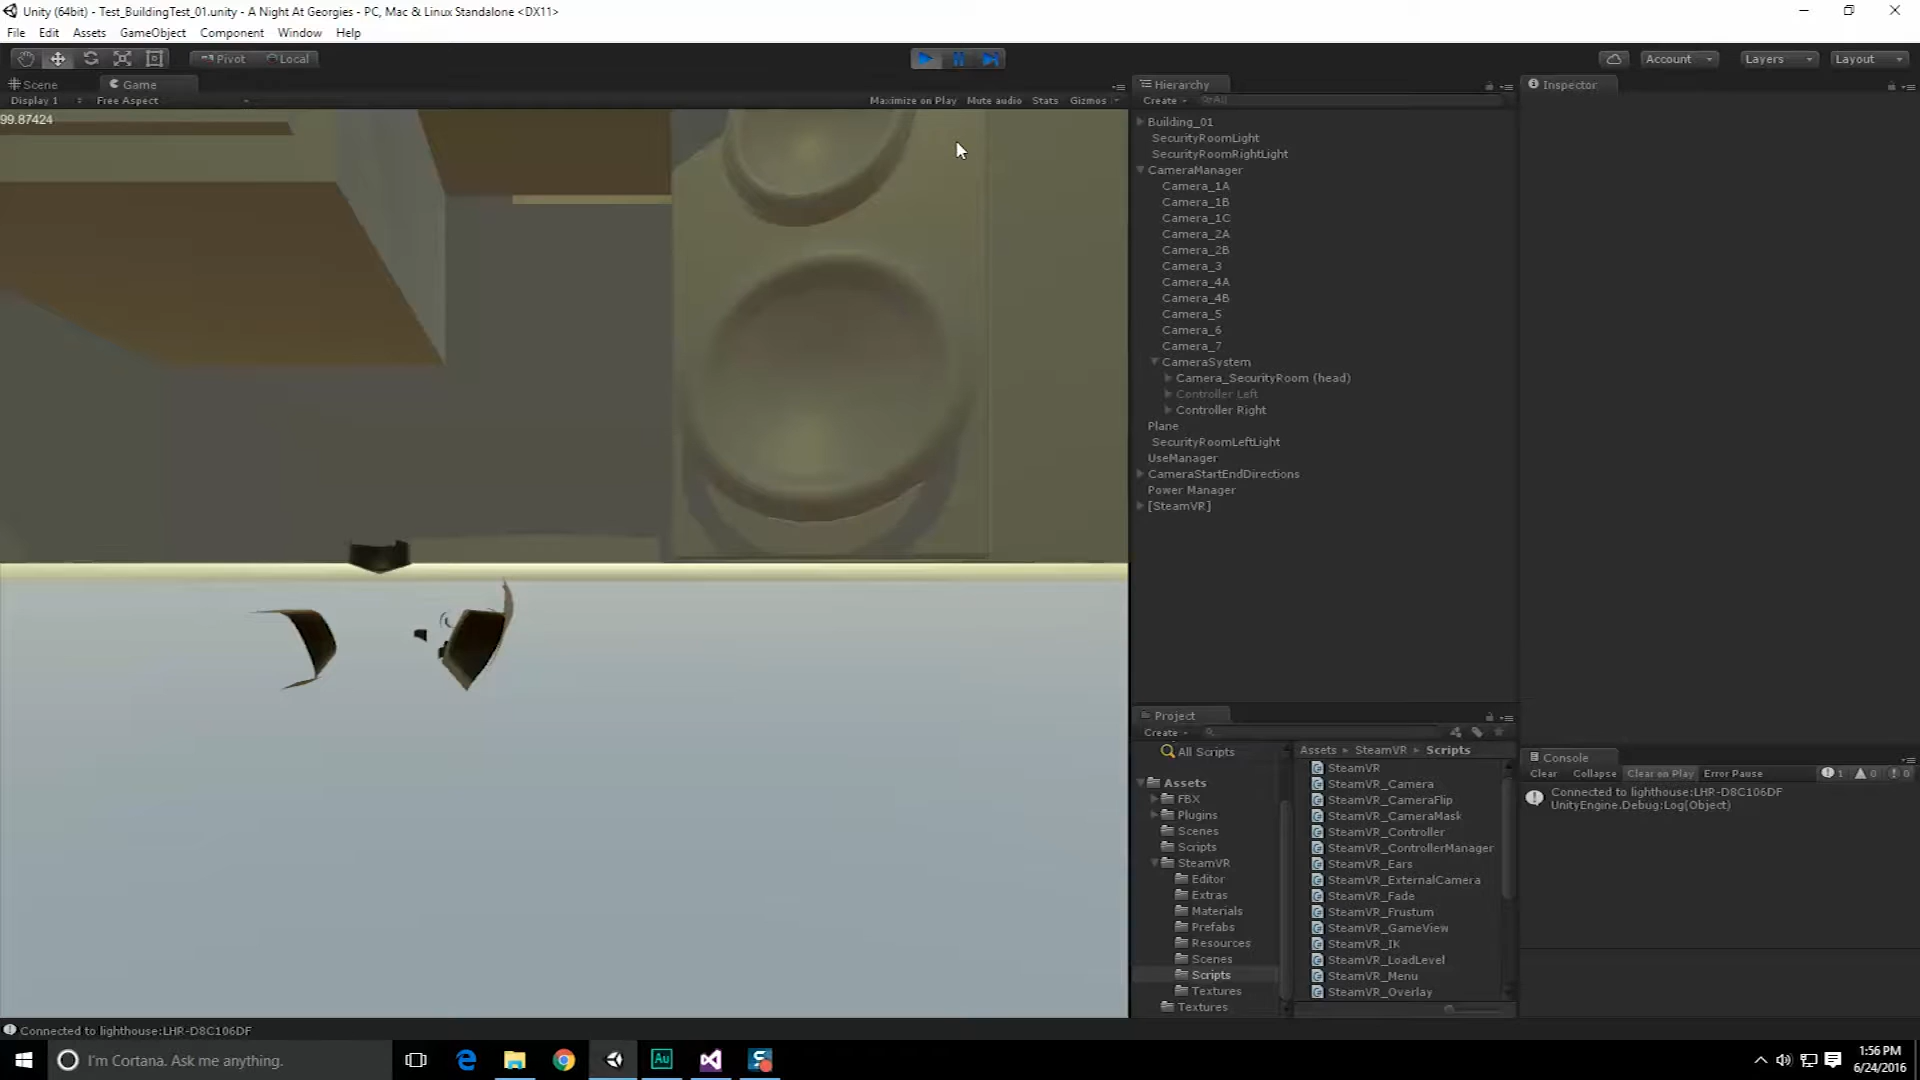 Unity (64bit) - Test_BuildingTest_01.unity - A Night At Georgies - PC, Mac & Linux Standalone <DX11>
File Edit Assets GameObject Component Window Help
Pivot Local
Account Layers Layout
Scene Game
Display 1 Free Aspect
Maximize on Play Mute audio Stats Gizmos
99.87424
Hierarchy
Create All
Building_01
SecurityRoomLight
SecurityRoomRightLight
CameraManager
Camera_1A
Camera_1B
Camera_1C
Camera_2A
Camera_2B
Camera_3
Camera_4A
Camera_4B
Camera_5
Camera_6
Camera_7
CameraSystem
Camera_SecurityRoom (head)
Controller Left
Controller Right
Plane
SecurityRoomLeftLight
UseManager
CameraStartEndDirections
Power Manager
[SteamVR]
Inspector
Project
Create
All Scripts
Assets
FBX
Plugins
Scenes
Scripts
SteamVR
Editor
Extras
Materials
Prefabs
Resources
Scenes
Scripts
Textures
Textures
Assets SteamVR Scripts
SteamVR
SteamVR_Camera
SteamVR_CameraFlip
SteamVR_CameraMask
SteamVR_Controller
SteamVR_ControllerManager
SteamVR_Ears
SteamVR_ExternalCamera
SteamVR_Fade
SteamVR_Frustum
SteamVR_GameView
SteamVR_IK
SteamVR_LoadLevel
SteamVR_Menu
SteamVR_Overlay
Console
Clear Collapse Clear on Play Error Pause 1 0 0
Connected to lighthouse:LHR-D8C106DF
UnityEngine.Debug:Log(Object)
Connected to lighthouse:LHR-D8C106DF
I'm Cortana. Ask me anything.
Au
1:56 PM
6/24/2016